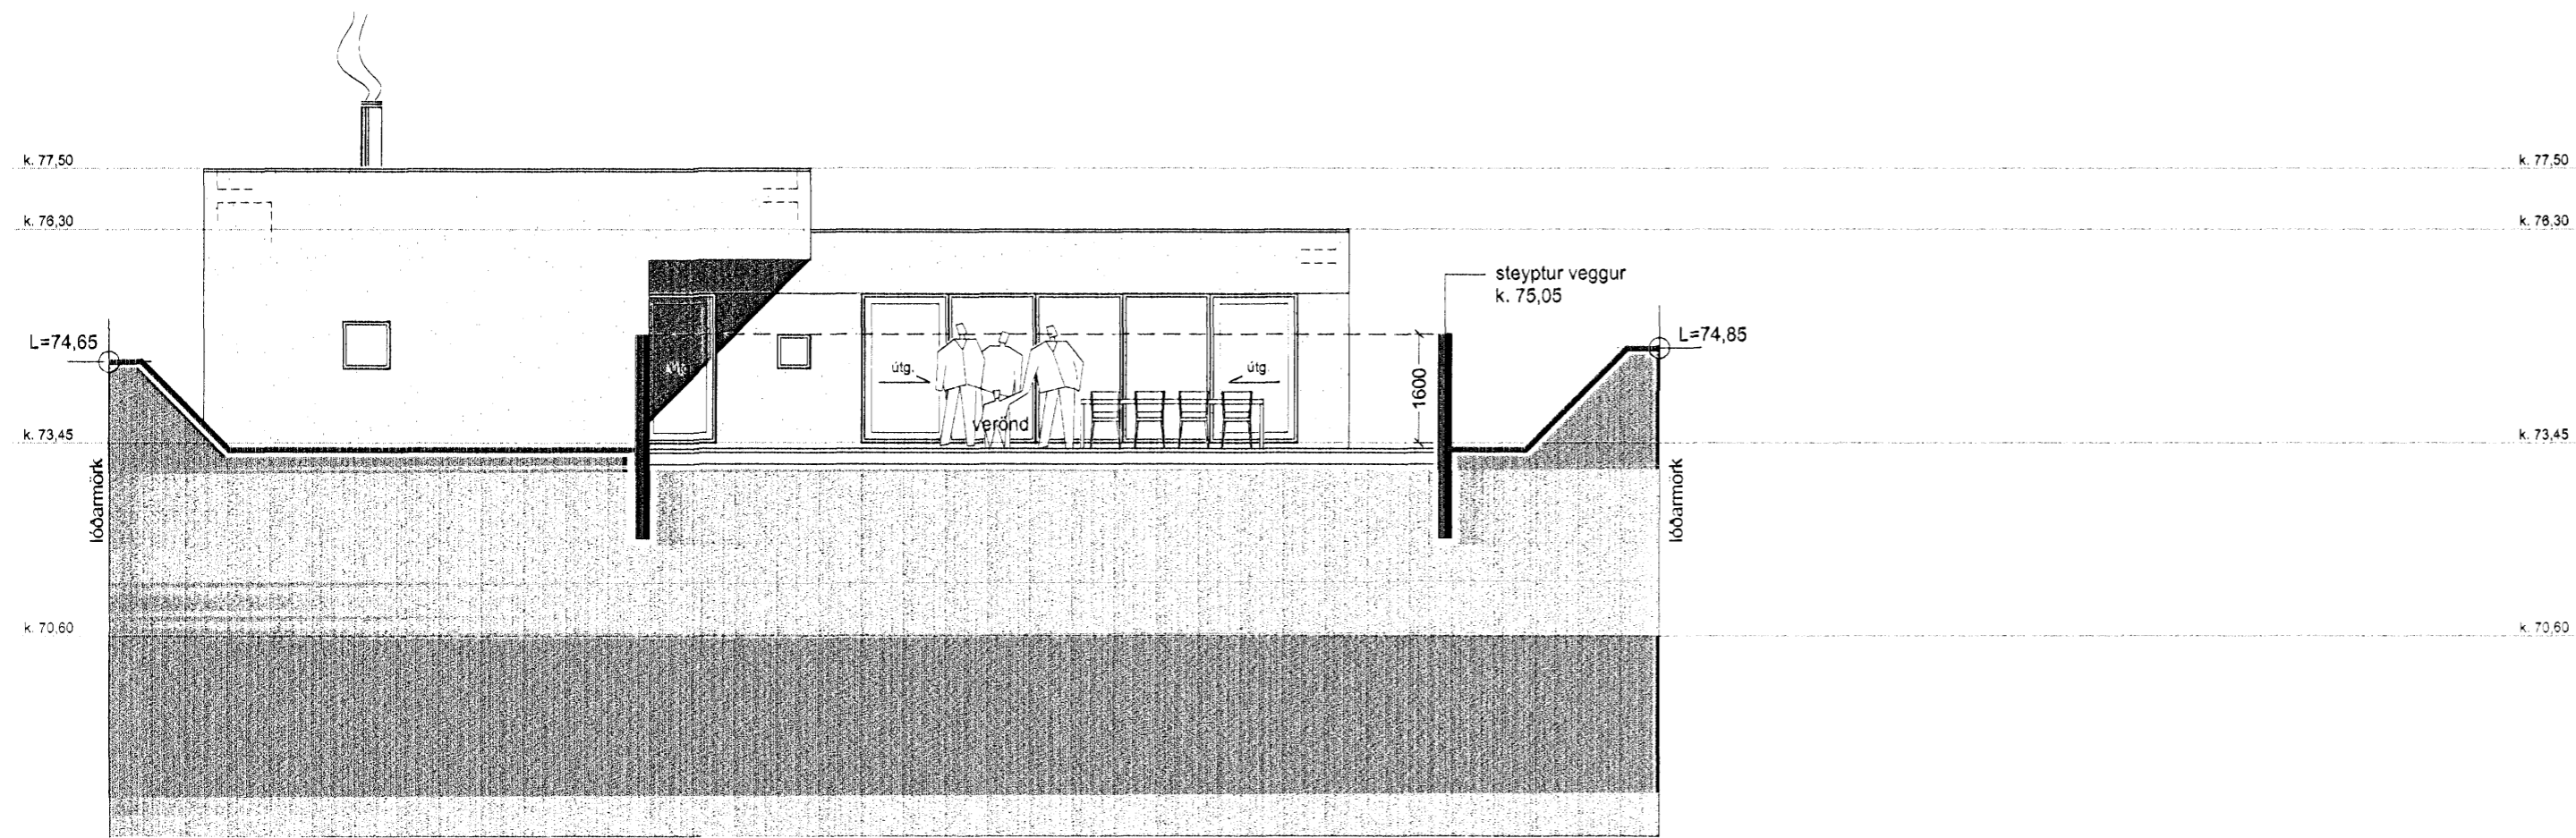 k. 77,50
k. 77,50
k. 76,30
k. 76,30
steyptur veggur
k. 75,05
L=74,65
L=74,85
útg.
útg.
útg.
1600
verönd
k. 73,45
k. 73,45
lóðarmörk
lóðarmörk
k. 70,60
k. 70,60